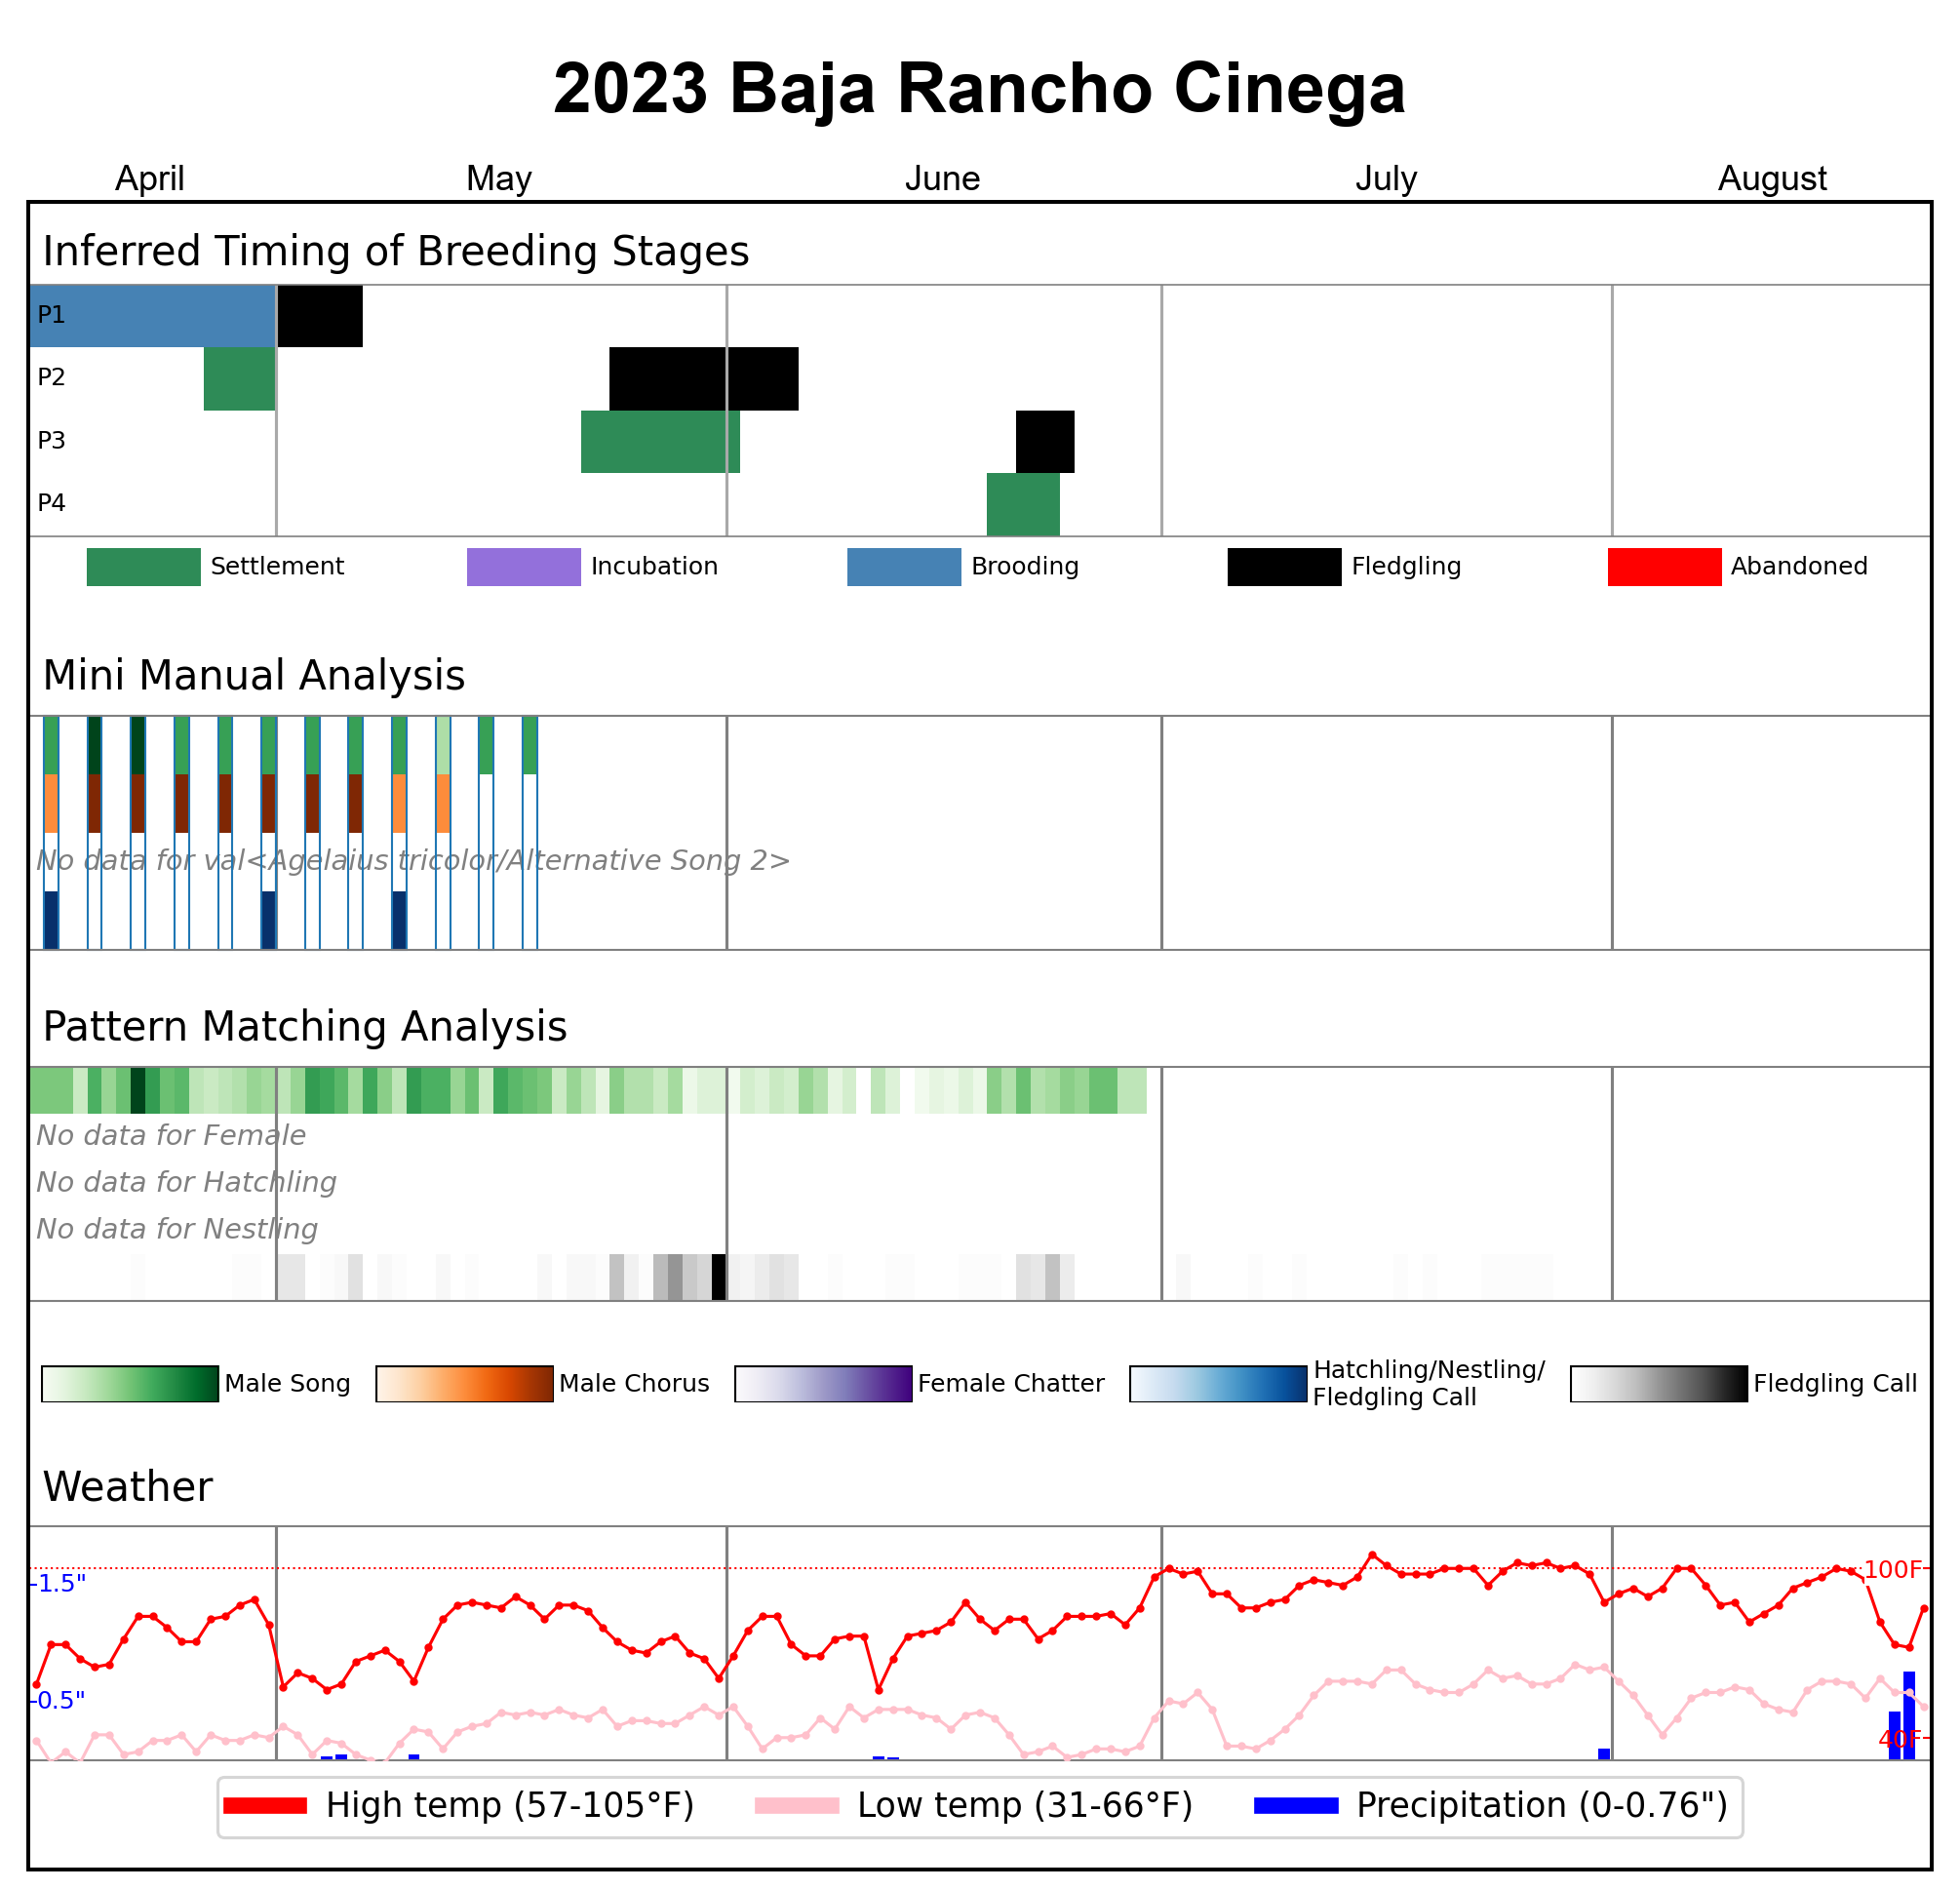 2023 Baja Rancho Cinega
April May June July August
Inferred Timing of Breeding Stages
P1
P2
P3
P4
Settlement Incubation Brooding Fledgling Abandoned
Mini Manual Analysis
No data for val<Agelaius tricolor/Alternative Song 2>
Pattern Matching Analysis
No data for Female
No data for Hatchling
No data for Nestling
Male Song Male Chorus Female Chatter Hatchling/Nestling/
Fledgling Call Fledgling Call
Weather
1.5" 100F
0.5" 40F
High temp (57-105°F) Low temp (31-66°F) Precipitation (0-0.76")